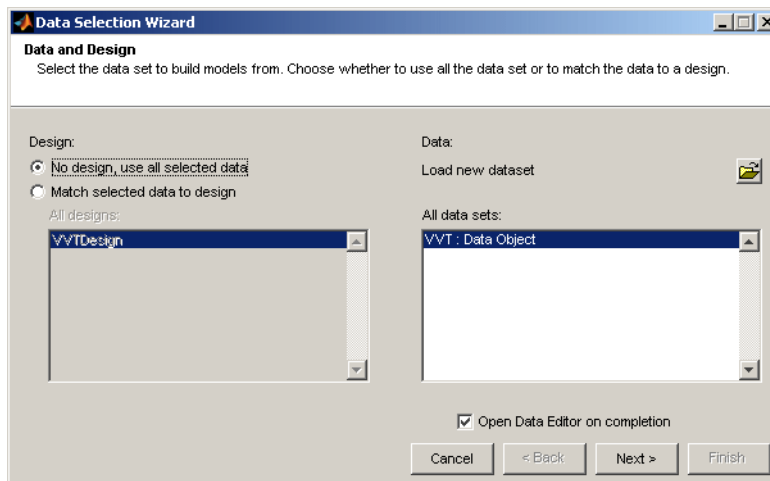 Data Selection Wizard
Data and Design
Select the data set to build models from. Choose whether to use all the data set or to match the data to a design.
Design:
No design, use all selected data
Match selected data to design
All designs:
VVTDesign
Data:
Load new dataset
All data sets:
VVT : Data Object
Open Data Editor on completion
Cancel
< Back
Next >
Finish